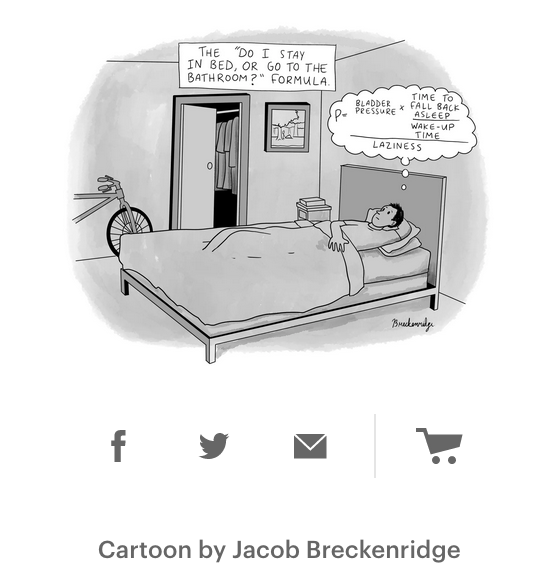 THE "DO I STAY
IN BED, OR GO TO THE
BATHROOM?" FORMULA.
P= BLADDER
PRESSURE ×
TIME TO
FALL BACK
ASLEEP
WAKE-UP
TIME
LAZINESS
Breckenridge
Cartoon by Jacob Breckenridge